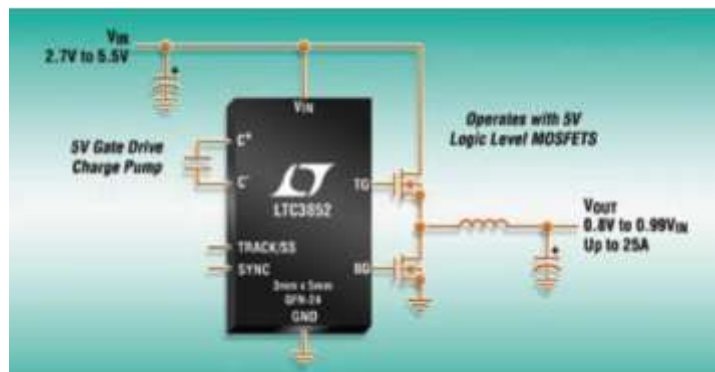 VIN
2.7V to 5.5V
VIN
5V Gate Drive
Charge Pump
C+
C-
LTC3852
TRACK/SS
SYNC
3mm x 5mm
QFN-24
GND
TG
BG
Operates with 5V
Logic Level MOSFETS
VOUT
0.8V to 0.99VIN
Up to 25A